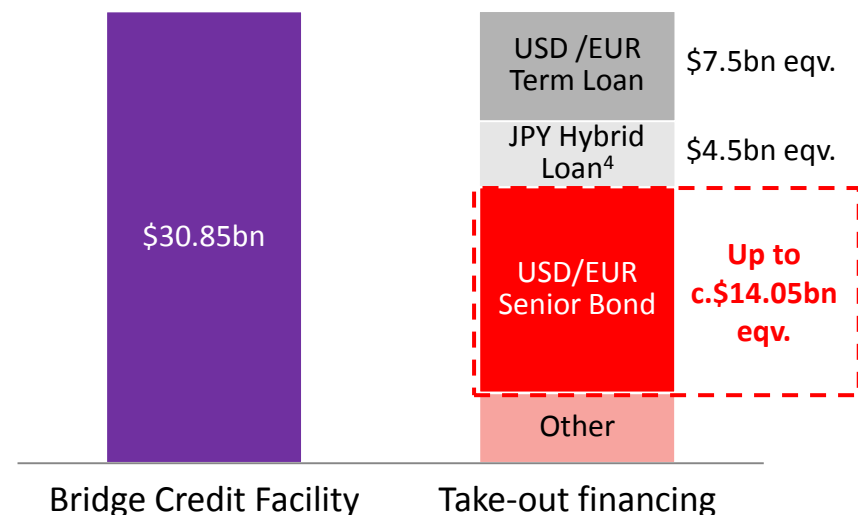 USD /EUR
Term Loan
$7.5bn eqv.
JPY Hybrid
Loan4
$4.5bn eqv.
$30.85bn
USD/EUR
Senior Bond
Up to
c.$14.05bn
eqv.
Other
Bridge Credit Facility
Take-out financing